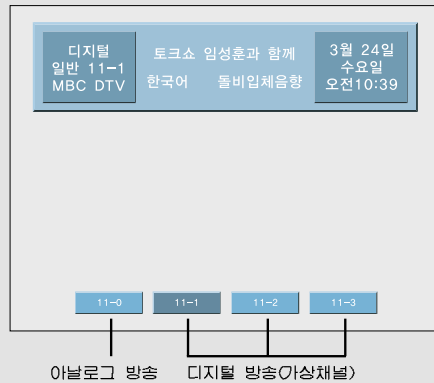 디지털
일반 11-1
MBC DTV
토크쇼 임성훈과 함께
한국어 돌비입체음향
3월 24일
수요일
오전10:39
11-0 11-1 11-2 11-3
아날로그 방송 디지털 방송(가상채널)